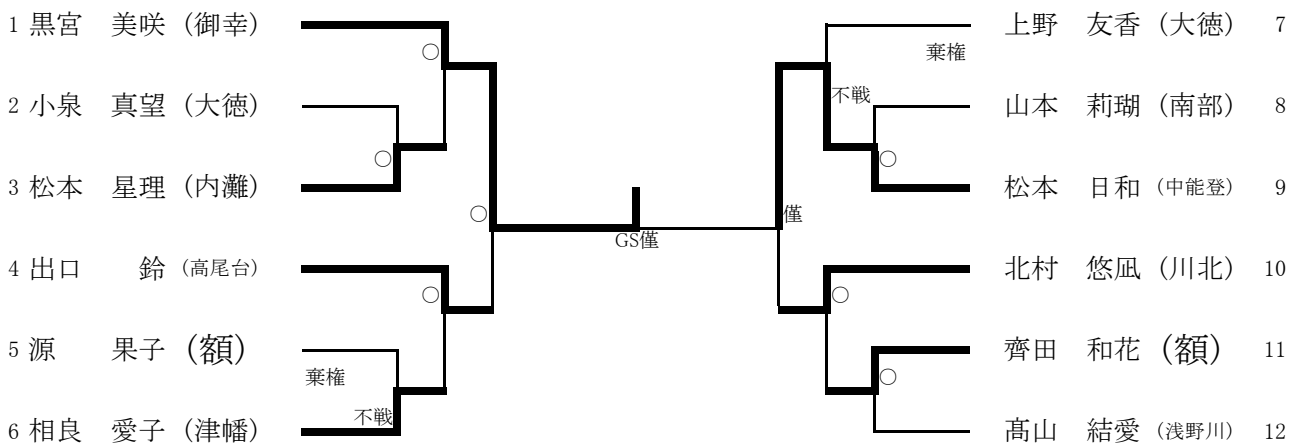 1 黒宮 美咲 (御幸)
○
2 小泉 真望 (大徳)
○
3 松本 星理 (内灘)
○
4 出口 鈴 (高尾台)
○
5 源 果子 (額)
棄権
不戦
6 相良 愛子 (津幡)
GS僅
上野 友香 (大徳) 7
棄権
不戦
山本 莉瑚 (南部) 8
○
松本 日和 (中能登) 9
僅
北村 悠凪 (川北) 10
○
齊田 和花 (額) 11
○
髙山 結愛 (浅野川) 12